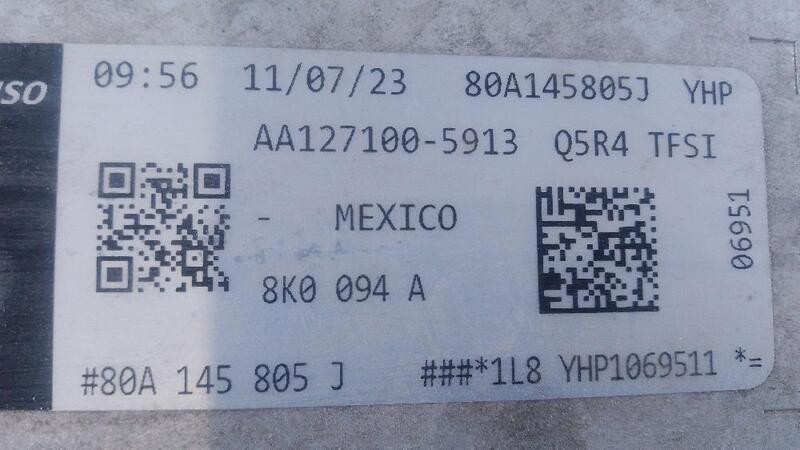 09:56 11/07/23 80A145805J YHP
AA127100-5913 Q5R4 TFSI
- MEXICO
06951
8K0 094 A
#80A 145 805 J ###*1L8 YHP1069511 *=